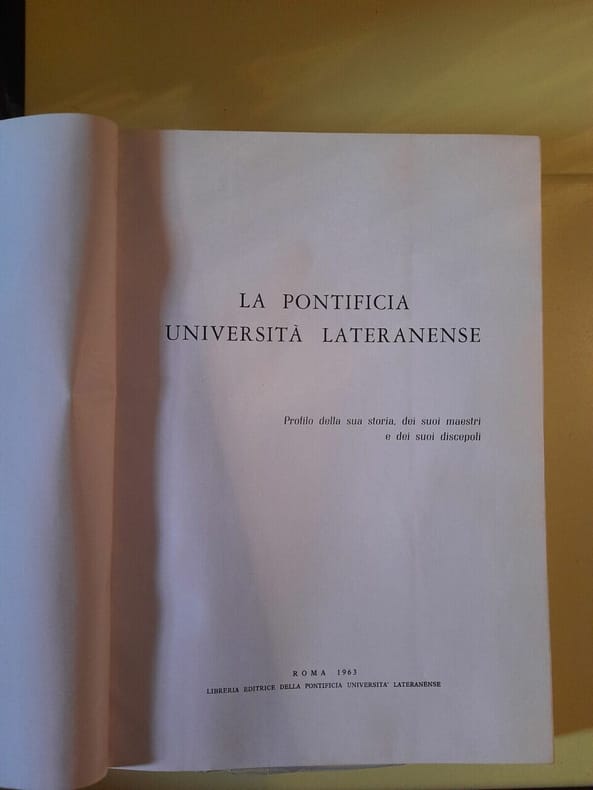 LA PONTIFICIA
UNIVERSITÀ LATERANENSE
Profilo della sua storia, dei suoi maestri
e dei suoi discepoli
ROMA 1963
LIBRERIA EDITRICE DELLA PONTIFICIA UNIVERSITA' LATERANENSE